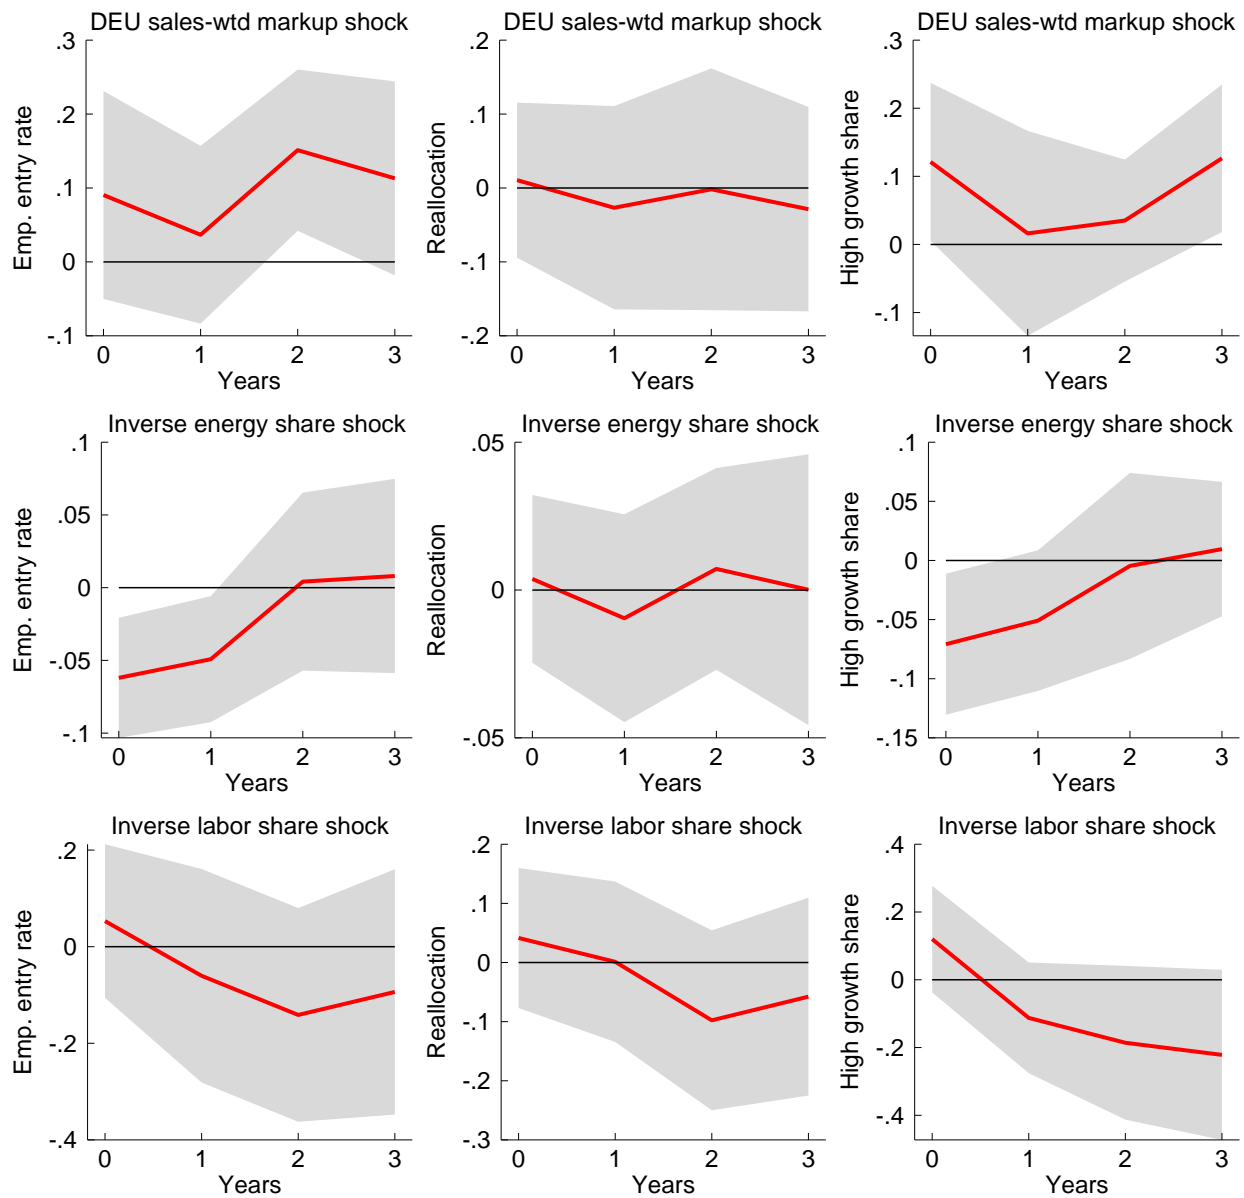 DEU sales-wtd markup shock
Emp. entry rate
.3
.2
.1
0
-.1
0 1 2 3
Years
DEU sales-wtd markup shock
Reallocation
.2
.1
0
-.1
-.2
0 1 2 3
Years
DEU sales-wtd markup shock
High growth share
.3
.2
.1
0
-.1
0 1 2 3
Years
Inverse energy share shock
Emp. entry rate
.1
.05
0
-.05
-.1
0 1 2 3
Years
Inverse energy share shock
Reallocation
.05
0
-.05
0 1 2 3
Years
Inverse energy share shock
High growth share
.1
.05
0
-.05
-.1
-.15
0 1 2 3
Years
Inverse labor share shock
Emp. entry rate
.2
0
-.2
-.4
0 1 2 3
Years
Inverse labor share shock
Reallocation
.2
.1
0
-.1
-.2
-.3
0 1 2 3
Years
Inverse labor share shock
High growth share
.4
.2
0
-.2
-.4
0 1 2 3
Years